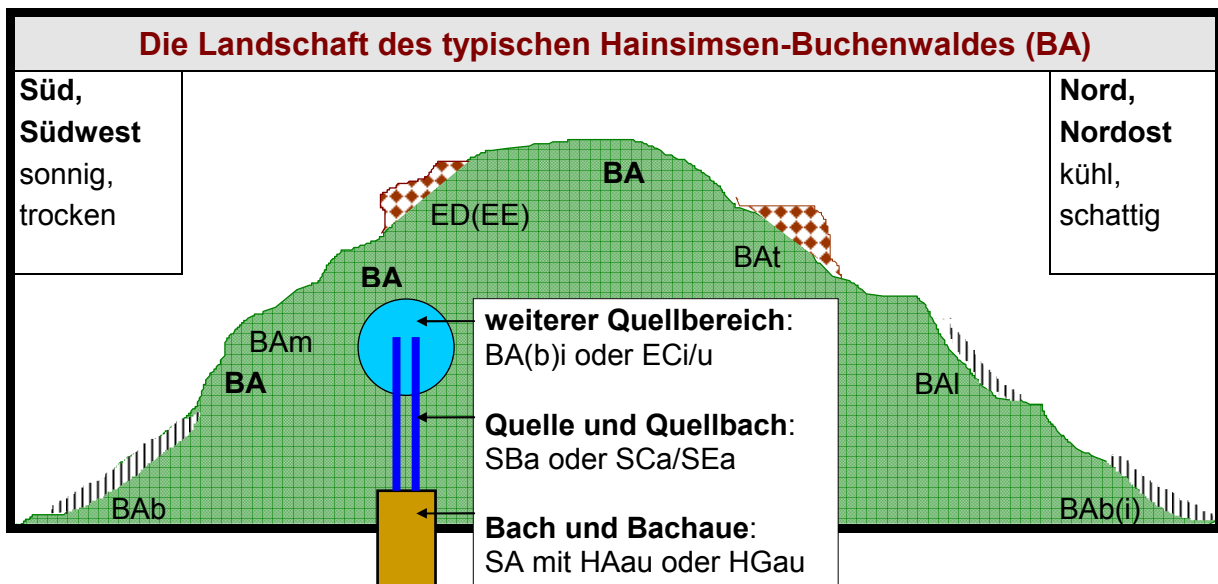 Die Landschaft des typischen Hainsimsen-Buchenwaldes (BA)
Süd,
Südwest
sonnig,
trocken
Nord,
Nordost
kühl,
schattig
BA
ED(EE)
BAt
BA
BAm
BA
BAl
BAb
BAb(i)
weiterer Quellbereich:
BA(b)i oder ECi/u
Quelle und Quellbach:
SBa oder SCa/SEa
Bach und Bachaue:
SA mit HAau oder HGau